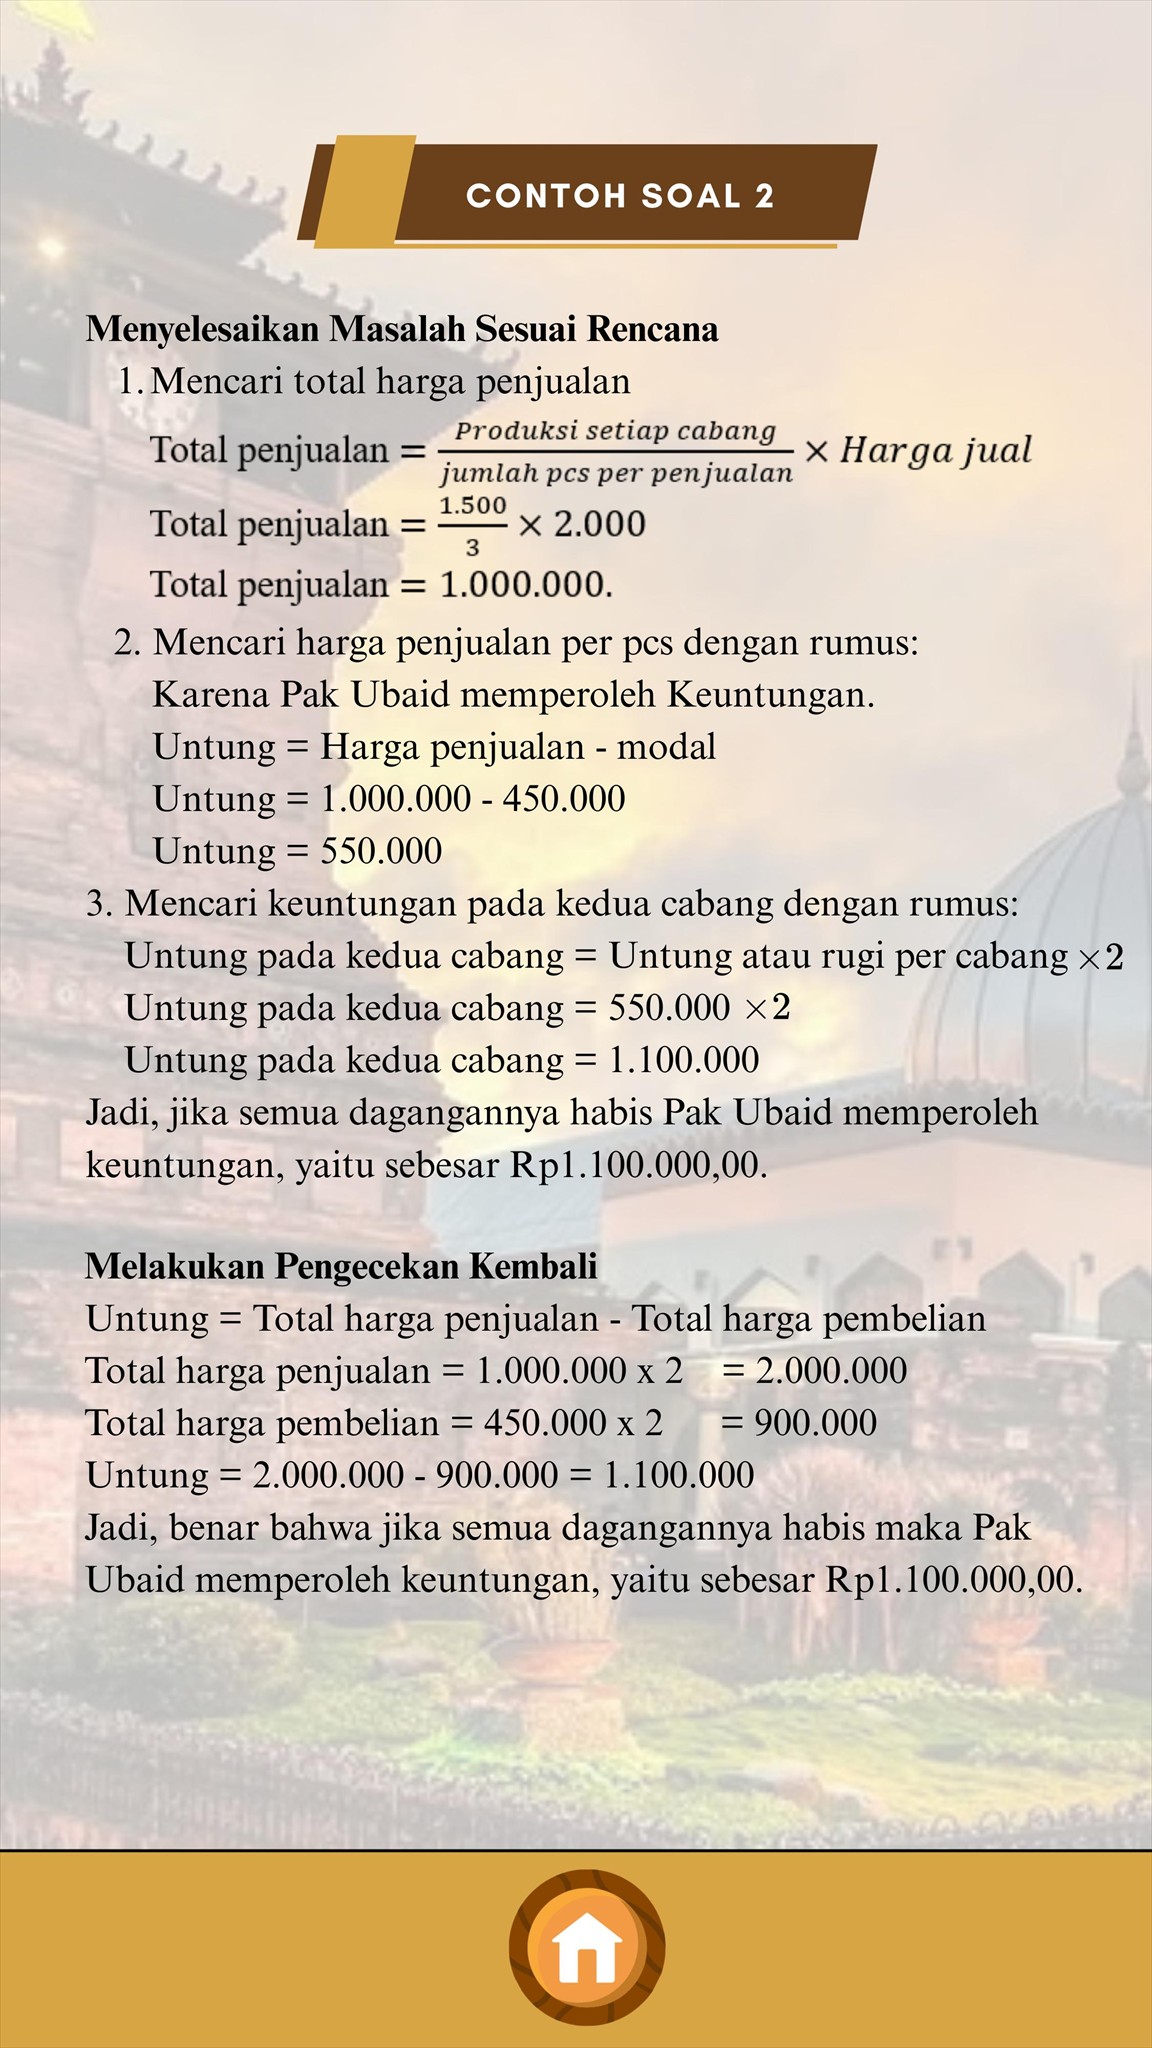 CONTOH SOAL 2
Menyelesaikan Masalah Sesuai Rencana
1. Mencari total harga penjualan
Total penjualan = Produksi setiap cabang / jumlah pcs per penjualan × Harga jual
Total penjualan = 1.500 / 3 × 2.000
Total penjualan = 1.000.000.
2. Mencari harga penjualan per pcs dengan rumus:
Karena Pak Ubaid memperoleh Keuntungan.
Untung = Harga penjualan - modal
Untung = 1.000.000 - 450.000
Untung = 550.000
3. Mencari keuntungan pada kedua cabang dengan rumus:
Untung pada kedua cabang = Untung atau rugi per cabang ×2
Untung pada kedua cabang = 550.000 ×2
Untung pada kedua cabang = 1.100.000
Jadi, jika semua dagangannya habis Pak Ubaid memperoleh
keuntungan, yaitu sebesar Rp1.100.000,00.
Melakukan Pengecekan Kembali
Untung = Total harga penjualan - Total harga pembelian
Total harga penjualan = 1.000.000 x 2 = 2.000.000
Total harga pembelian = 450.000 x 2 = 900.000
Untung = 2.000.000 - 900.000 = 1.100.000
Jadi, benar bahwa jika semua dagangannya habis maka Pak
Ubaid memperoleh keuntungan, yaitu sebesar Rp1.100.000,00.